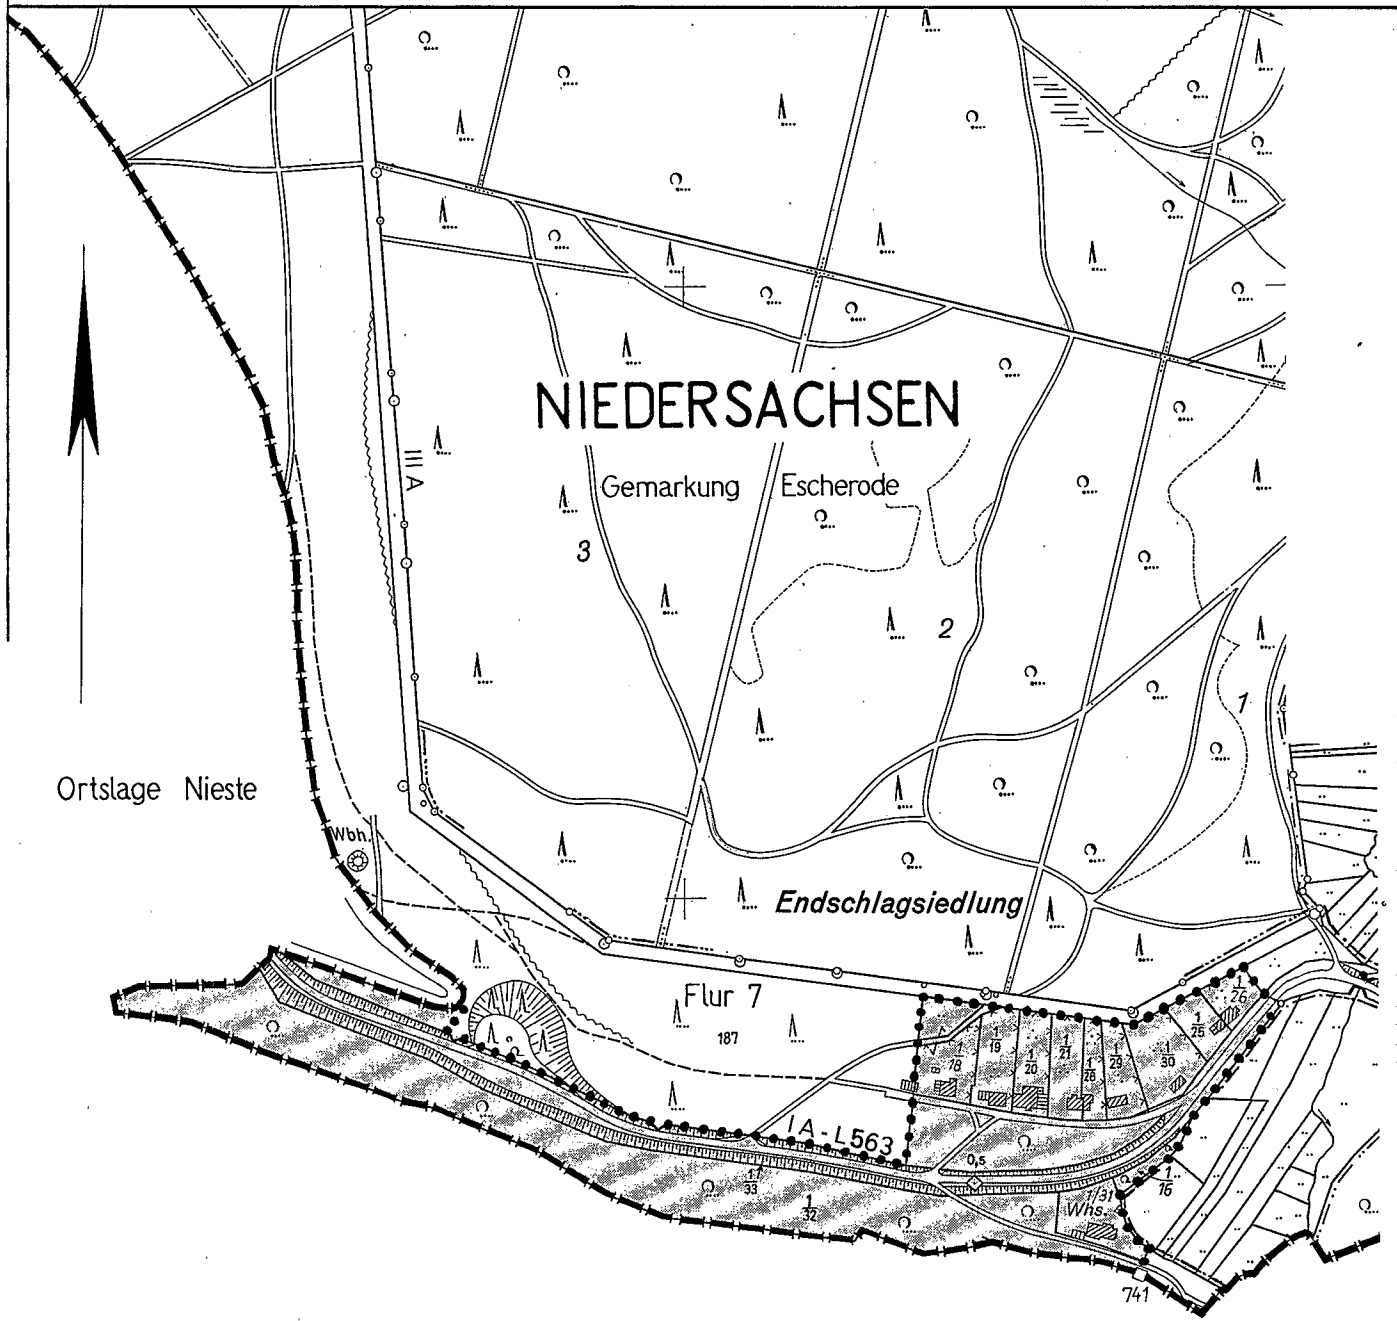 NIEDERSACHSEN
III A
Gemarkung Escherode
3
2
1
Ortslage Nieste
Wbh.
Endschlagsiedlung
Flur 7
187
1/26
1/25
1/18
1/19
1/20
1/21
1/28
1/29
1/30
I A - L563
0,5
1/33
1/32
1/31
Whs.
1/16
741